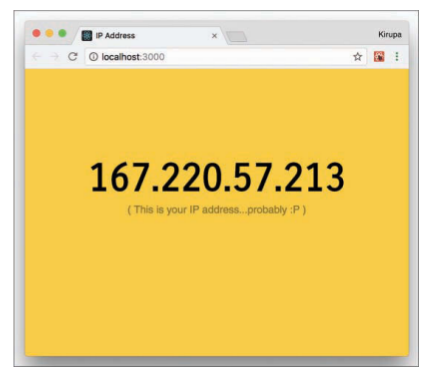 IP Address
Kirupa
localhost:3000
167.220.57.213
( This is your IP address...probably :P )